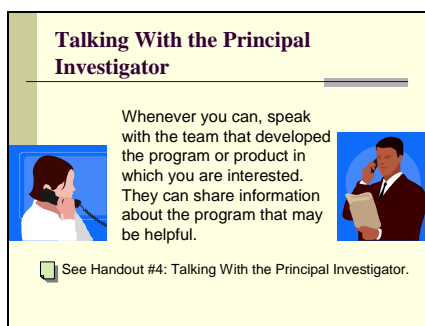 Talking With the Principal
Investigator
Whenever you can, speak
with the team that developed
the program or product in
which you are interested.
They can share information
about the program that may
be helpful.
See Handout #4: Talking With the Principal Investigator.